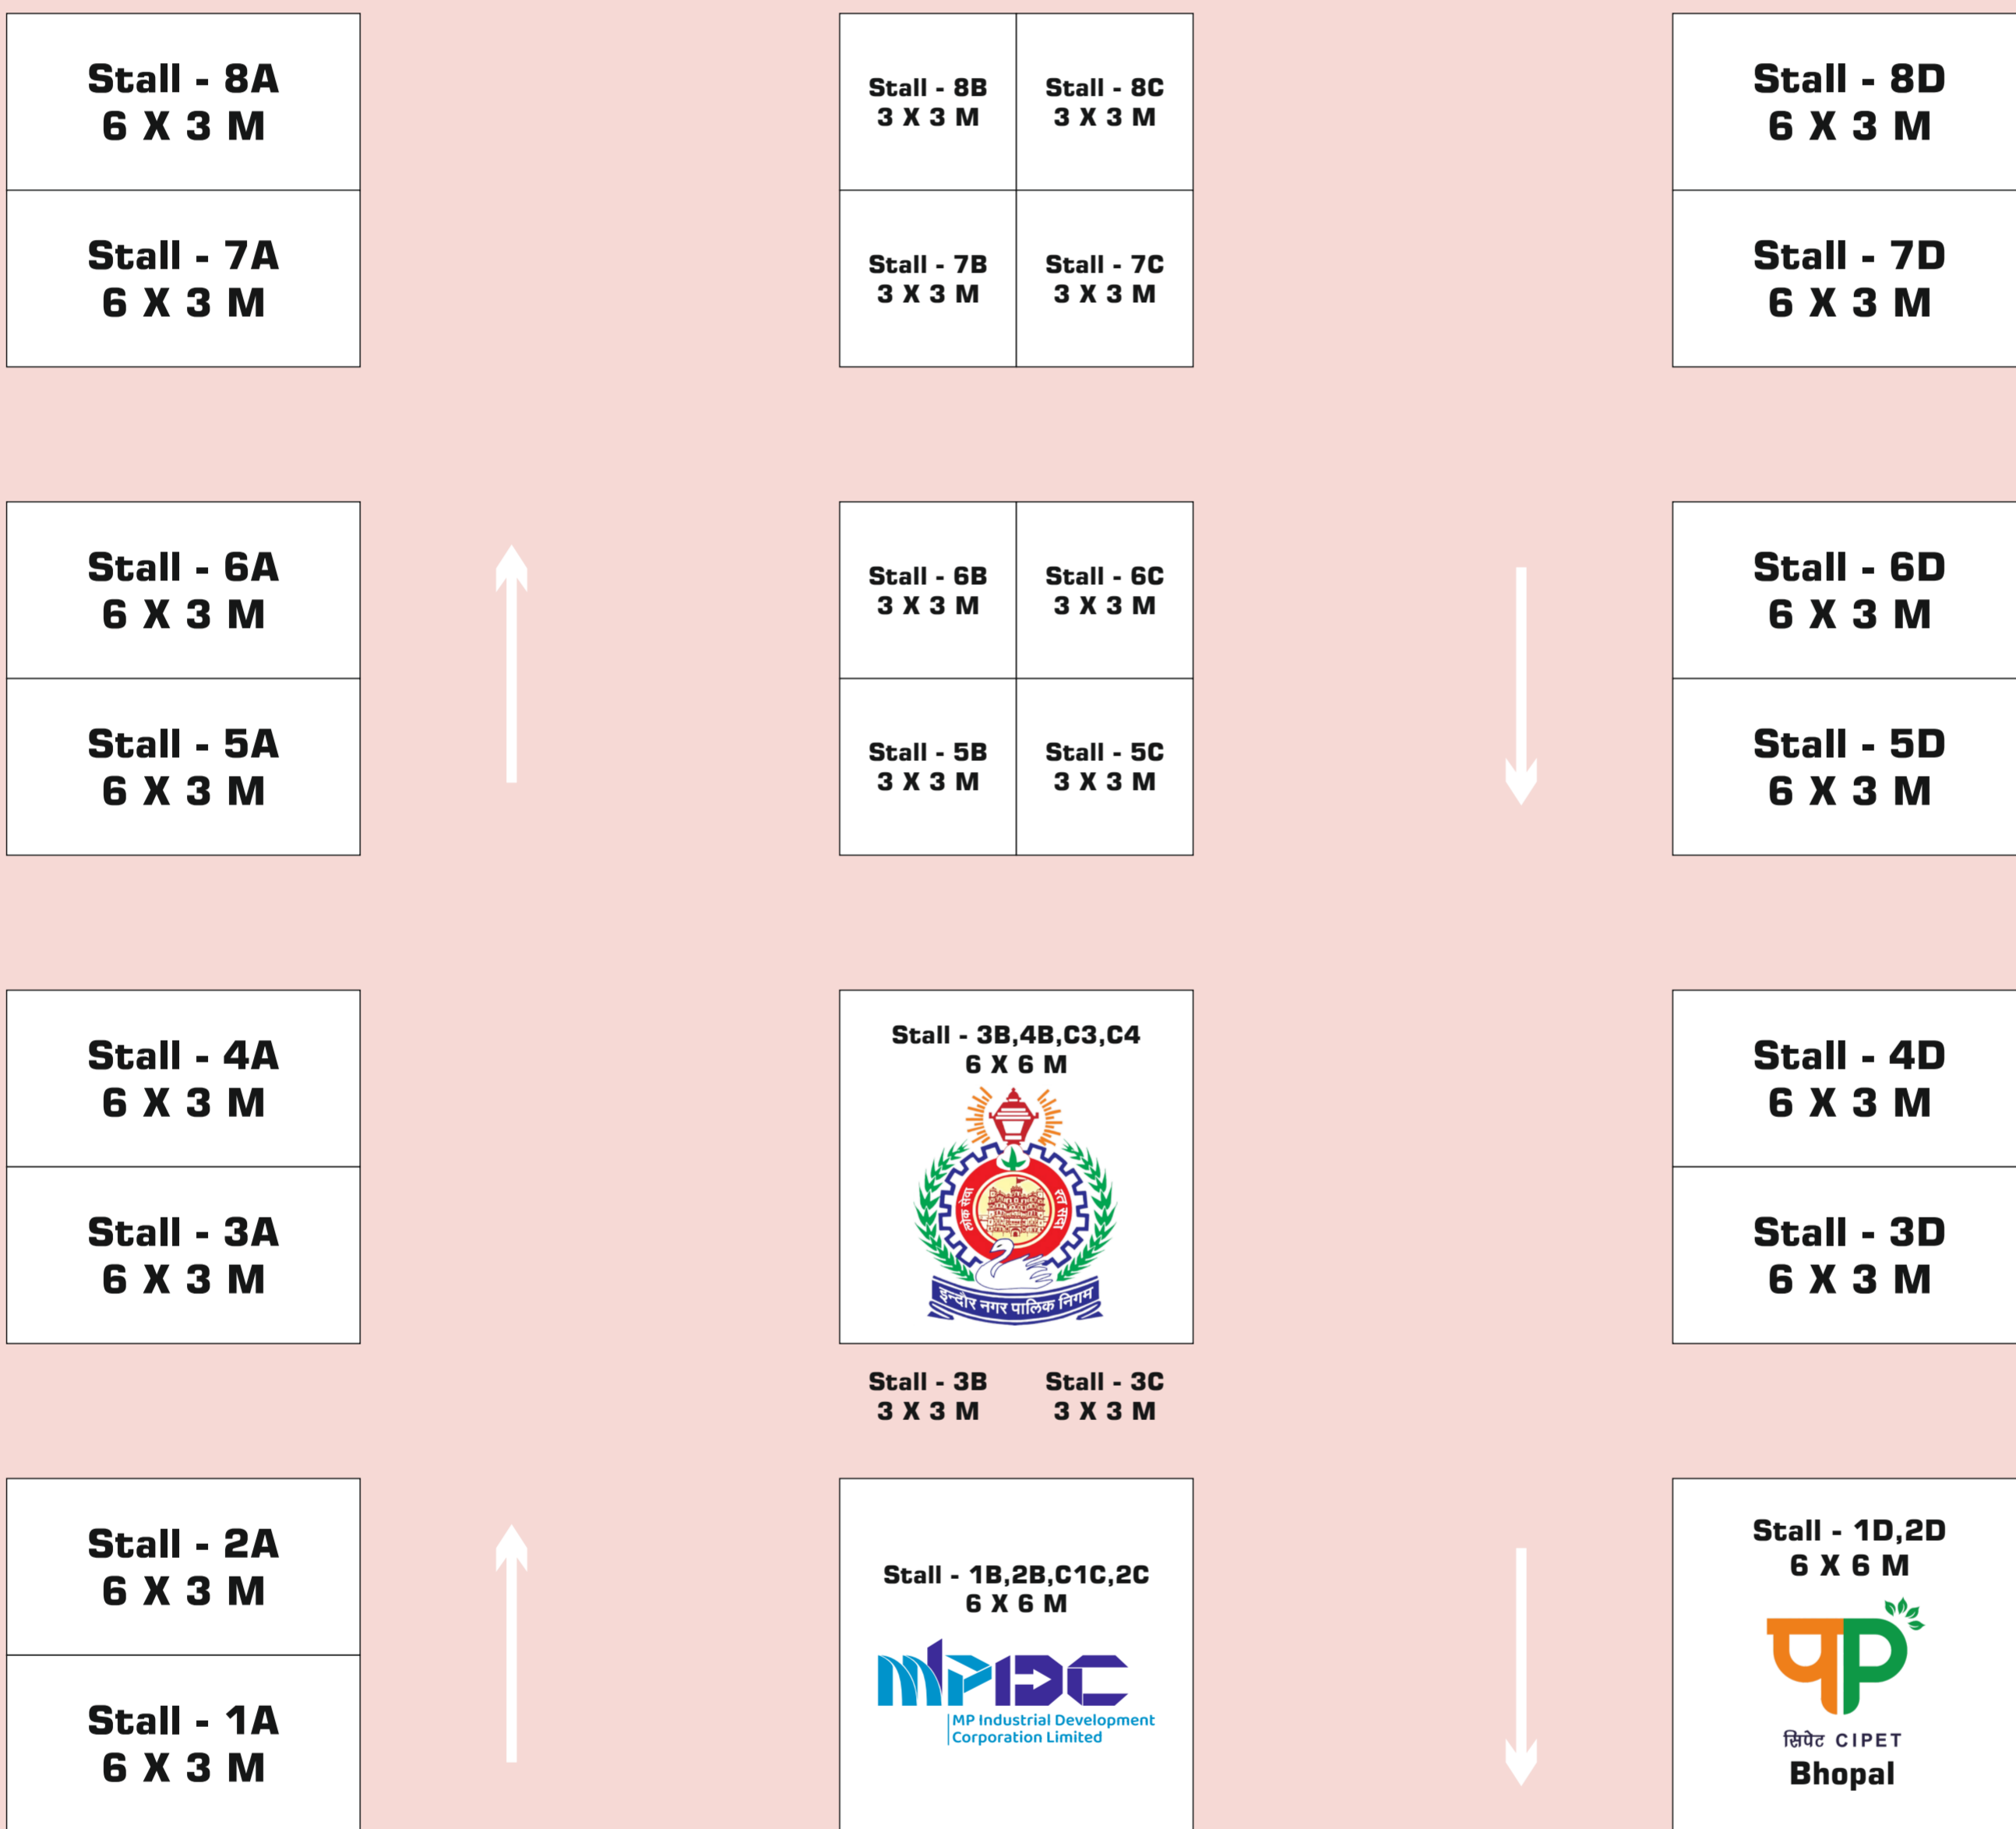 Stall - 8A
6 X 3 M
Stall - 8B
3 X 3 M
Stall - 8C
3 X 3 M
Stall - 8D
6 X 3 M
Stall - 7A
6 X 3 M
Stall - 7B
3 X 3 M
Stall - 7C
3 X 3 M
Stall - 7D
6 X 3 M
Stall - 6A
6 X 3 M
Stall - 6B
3 X 3 M
Stall - 6C
3 X 3 M
Stall - 6D
6 X 3 M
Stall - 5A
6 X 3 M
Stall - 5B
3 X 3 M
Stall - 5C
3 X 3 M
Stall - 5D
6 X 3 M
Stall - 4A
6 X 3 M
Stall - 3B,4B,C3,C4
6 X 6 M
लोक सेवा
रत सदा
इन्दौर नगर पालिक निगम
Stall - 4D
6 X 3 M
Stall - 3A
6 X 3 M
Stall - 3D
6 X 3 M
Stall - 3B
3 X 3 M
Stall - 3C
3 X 3 M
Stall - 2A
6 X 3 M
Stall - 1A
6 X 3 M
Stall - 1B,2B,C1C,2C
6 X 6 M
MPIDC
MP Industrial Development
Corporation Limited
Stall - 1D,2D
6 X 6 M
पP
सिपेट CIPET
Bhopal